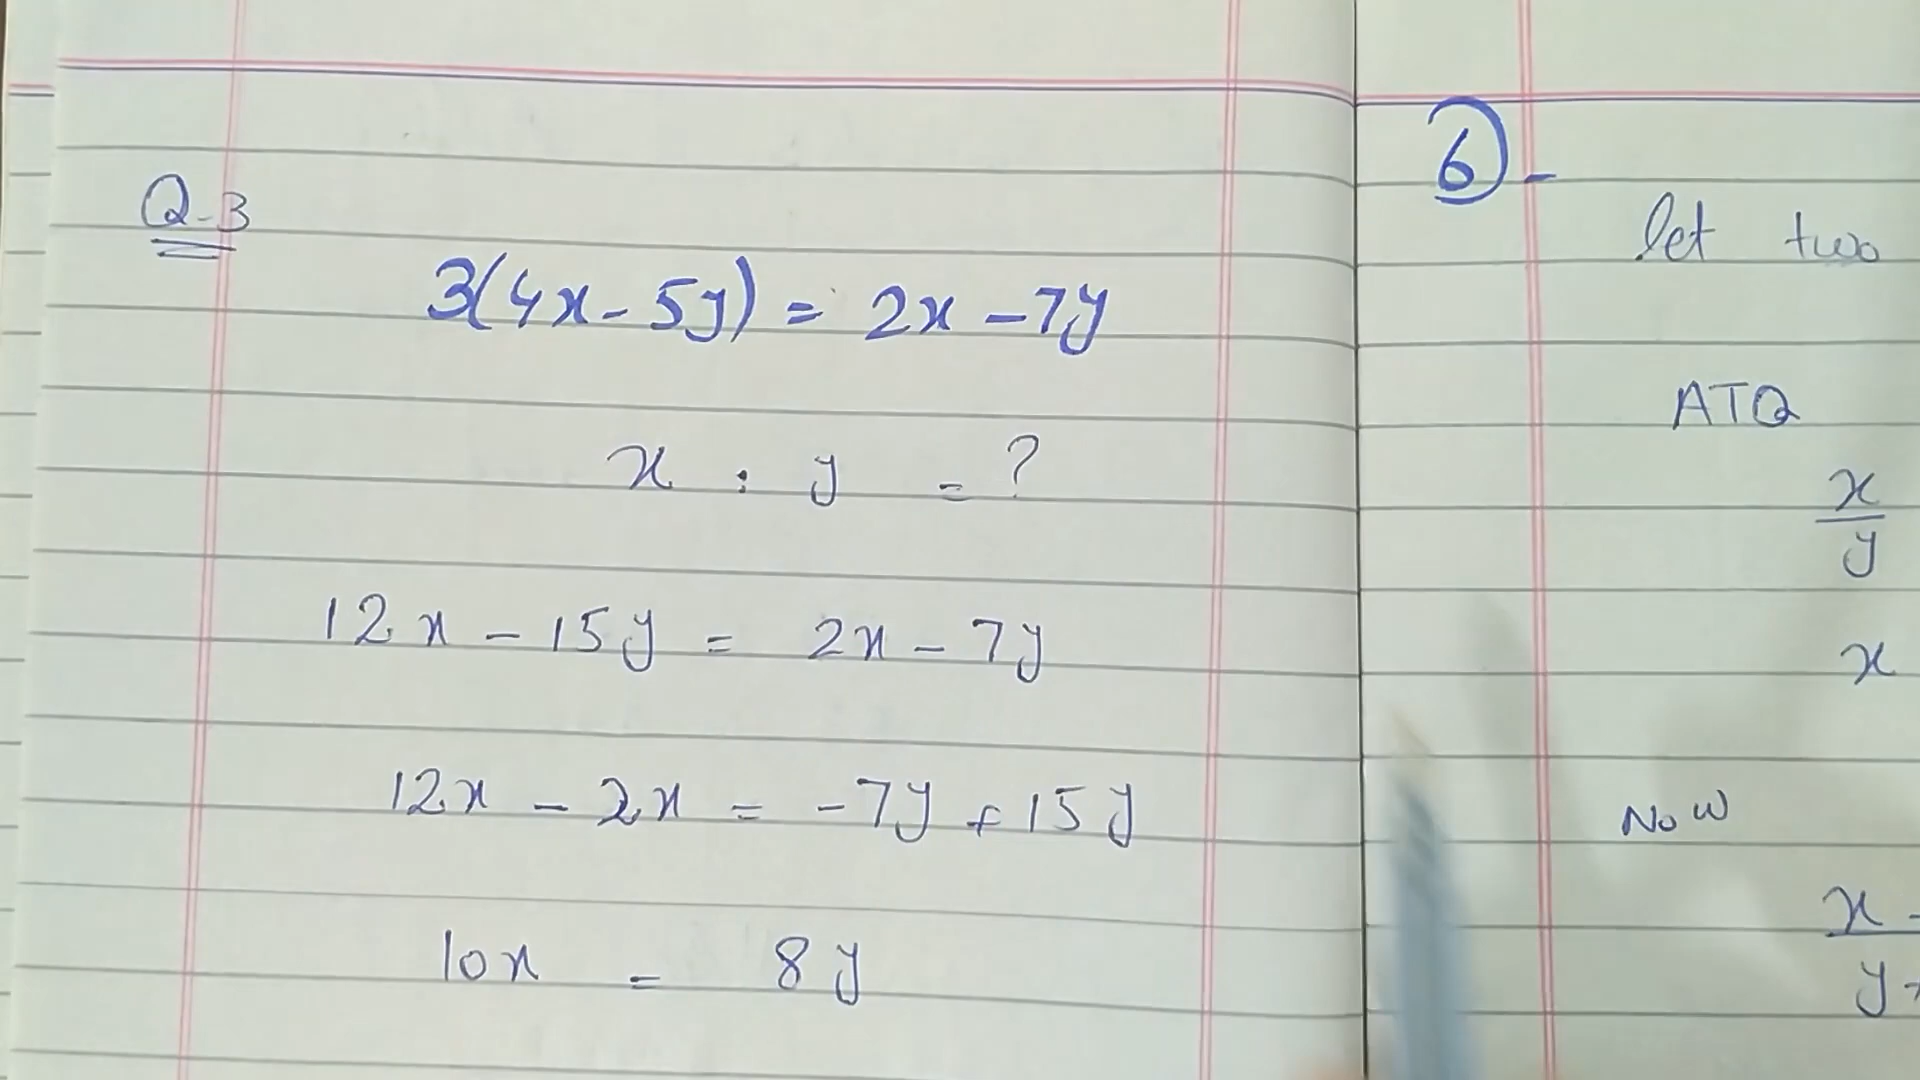 Q-3
3(4x - 5y) = 2x - 7y
x : y = ?
12x - 15y = 2x - 7y
12x - 2x = -7y + 15y
10x = 8y
6 -
let two
ATQ
x
y
x
Now
x -
y